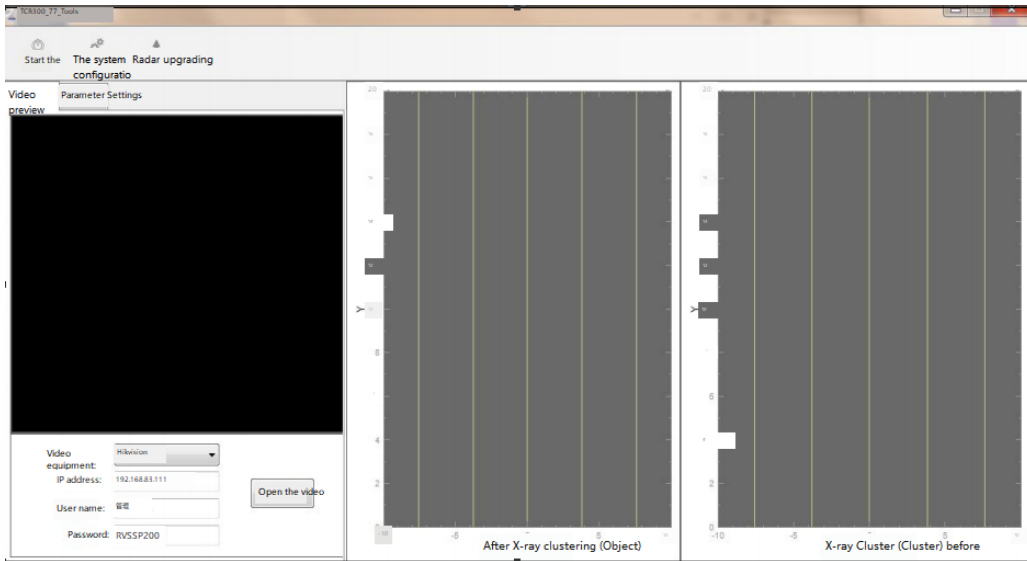 TCR300_77_Tools
Start the
The system
configuratio
Radar upgrading
Video
preview
Parameter Settings
Video
equipment:
Hikvision
IP address:
192.168.83.111
User name:
Password:
RVSSP200
Open the video
20
Y
8
4
2
0
-10
-5
5
After X-ray clustering (Object)
20
Y
6
4
2
0
-10
-5
5
X-ray Cluster (Cluster) before